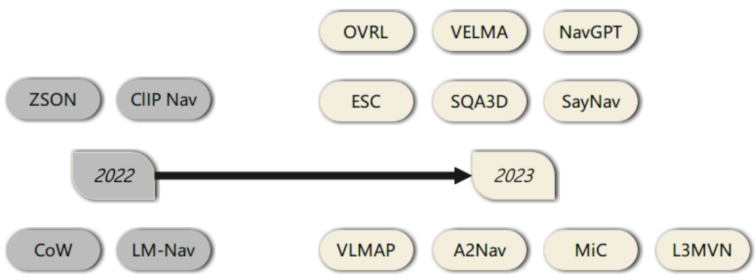 OVRL VELMA NavGPT
ZSON ClIP Nav ESC SQA3D SayNav
2022 2023
CoW LM-Nav VLMAP A2Nav MiC L3MVN